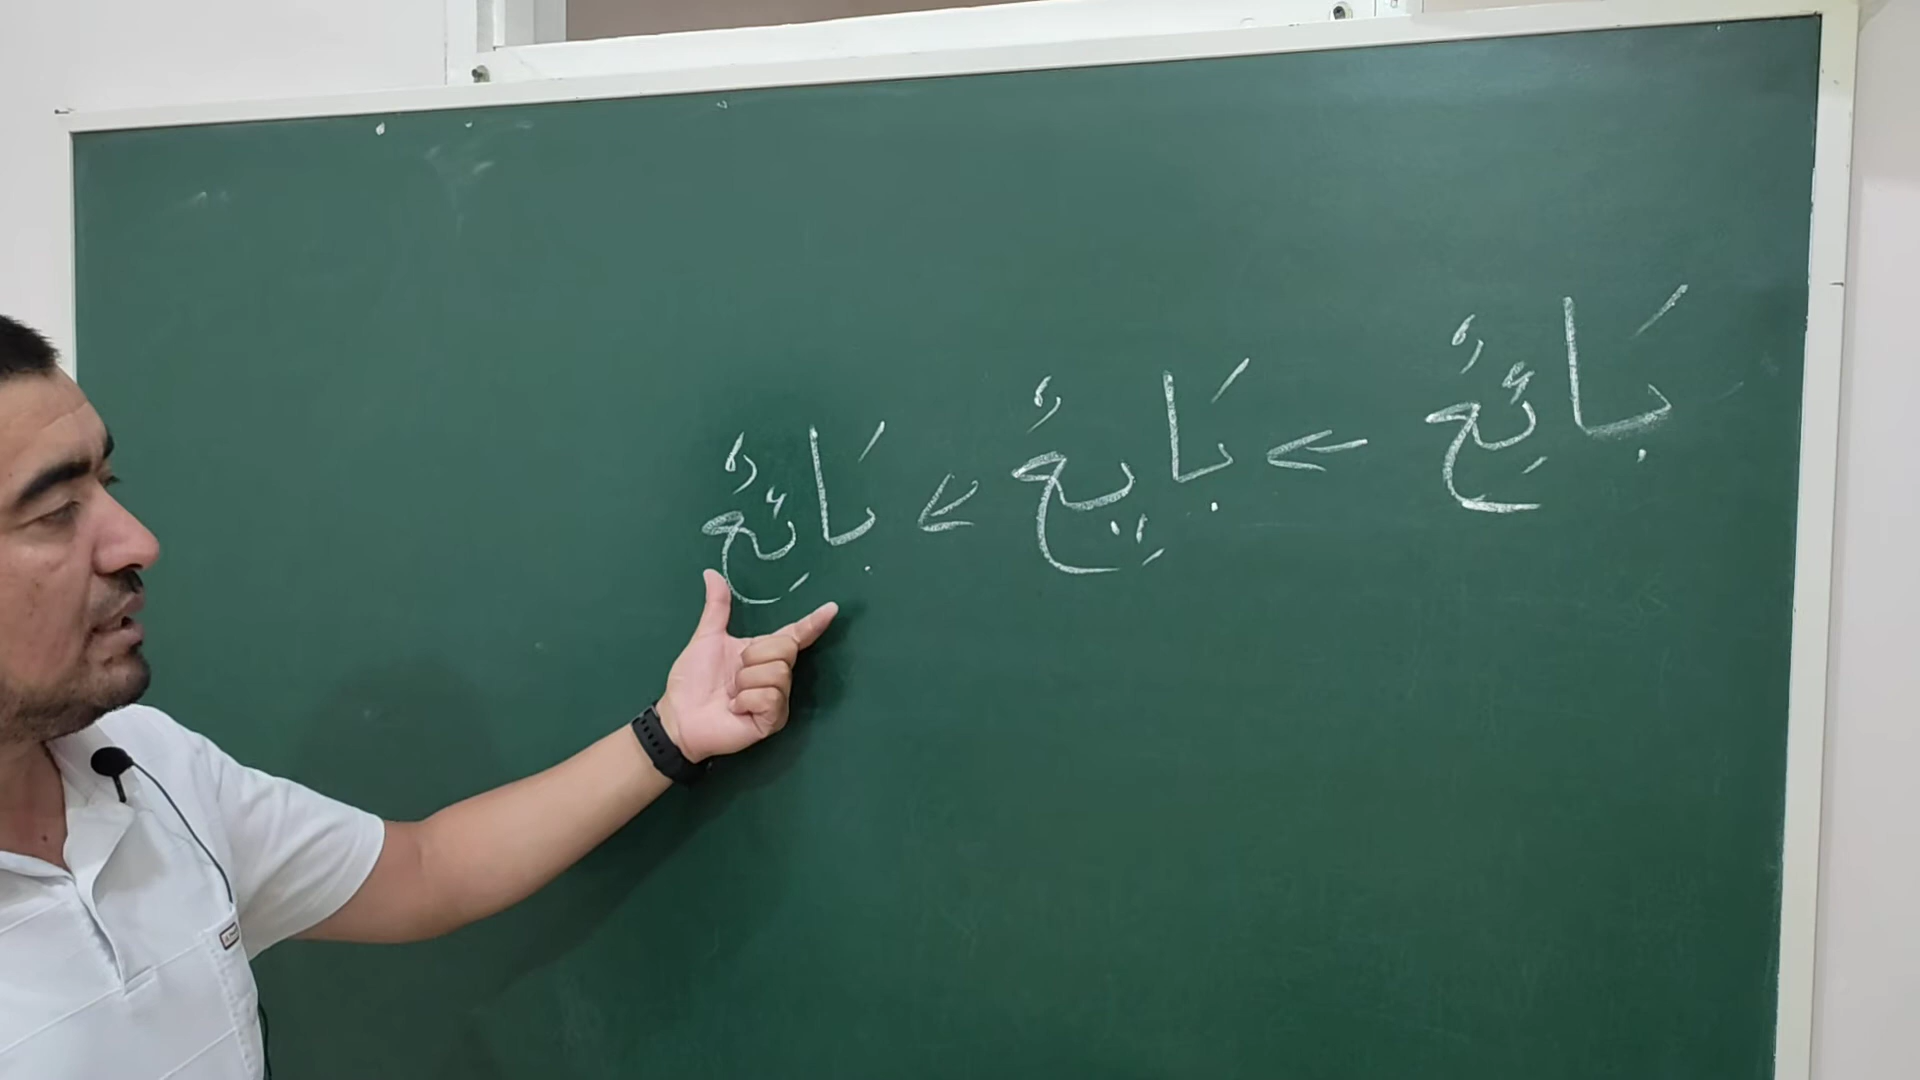 بَائِعٌ ← بَايِعٌ ← بَائِعٌ